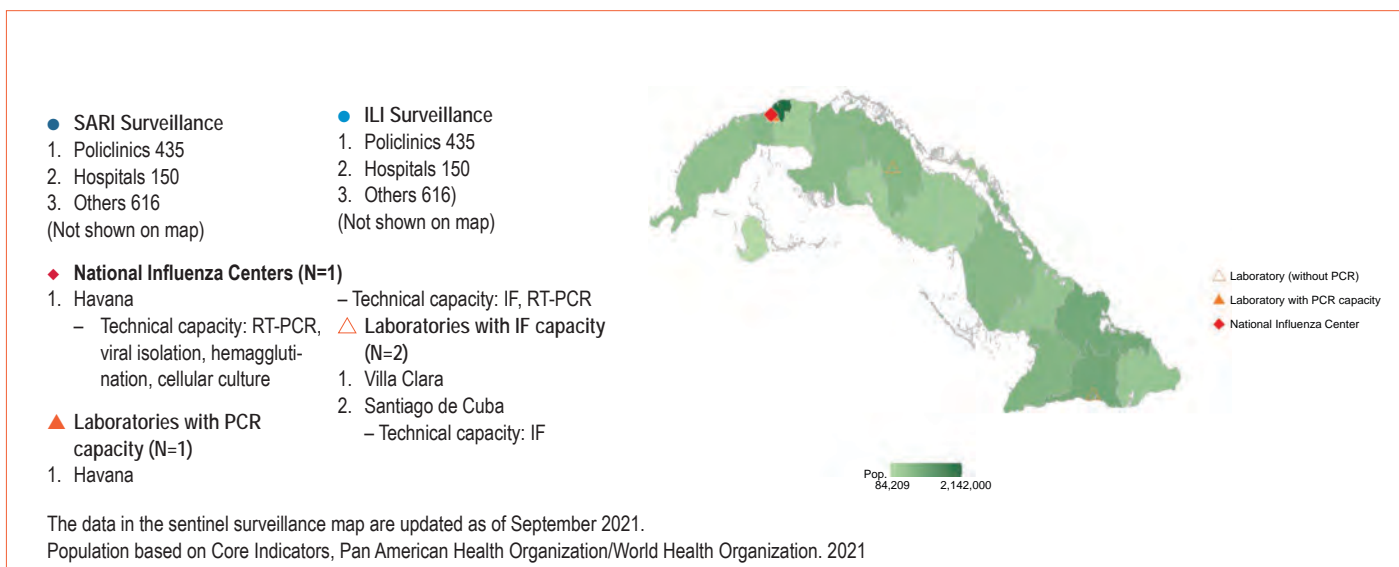 SARI Surveillance
1. Policlinics 435
2. Hospitals 150
3. Others 616
(Not shown on map)
ILI Surveillance
1. Policlinics 435
2. Hospitals 150
3. Others 616)
(Not shown on map)
National Influenza Centers (N=1)
1. Havana
– Technical capacity: RT-PCR,
viral isolation, hemaggluti-
nation, cellular culture
Laboratories with PCR
capacity (N=1)
1. Havana
– Technical capacity: IF, RT-PCR
Laboratories with IF capacity
(N=2)
1. Villa Clara
2. Santiago de Cuba
– Technical capacity: IF
Laboratory (without PCR)
Laboratory with PCR capacity
National Influenza Center
Pop.
84,209 2,142,000
The data in the sentinel surveillance map are updated as of September 2021.
Population based on Core Indicators, Pan American Health Organization/World Health Organization. 2021